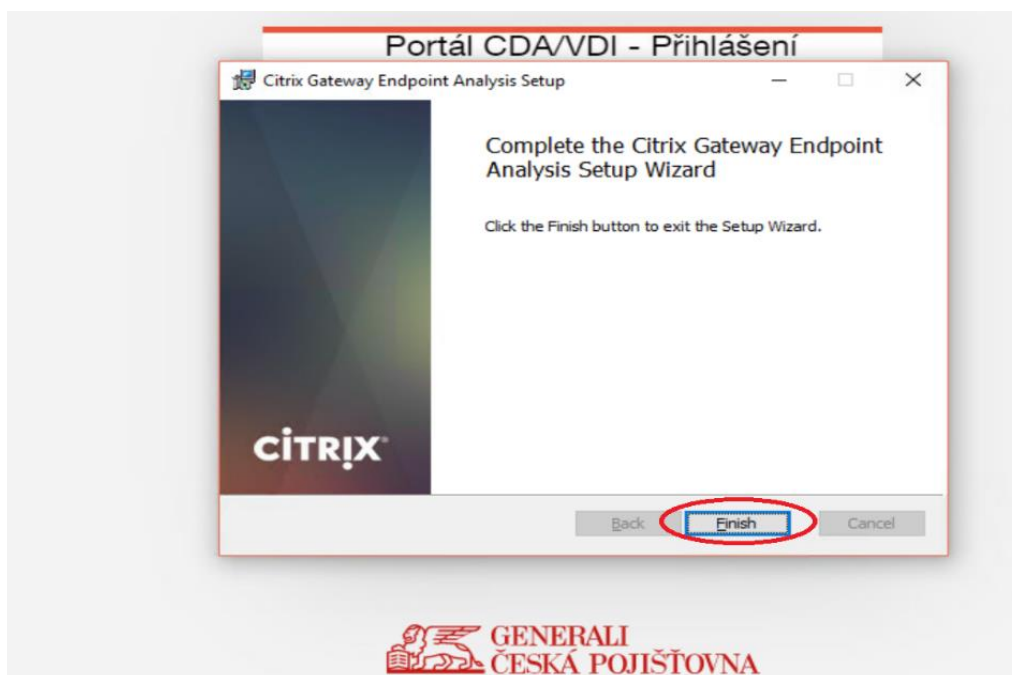 Portál CDA/VDI - Přihlášení
Citrix Gateway Endpoint Analysis Setup
Complete the Citrix Gateway Endpoint
Analysis Setup Wizard
Click the Finish button to exit the Setup Wizard.
CİTRỊX
Back Finish Cancel
GENERALI
ČESKÁ POJIŠŤOVNA